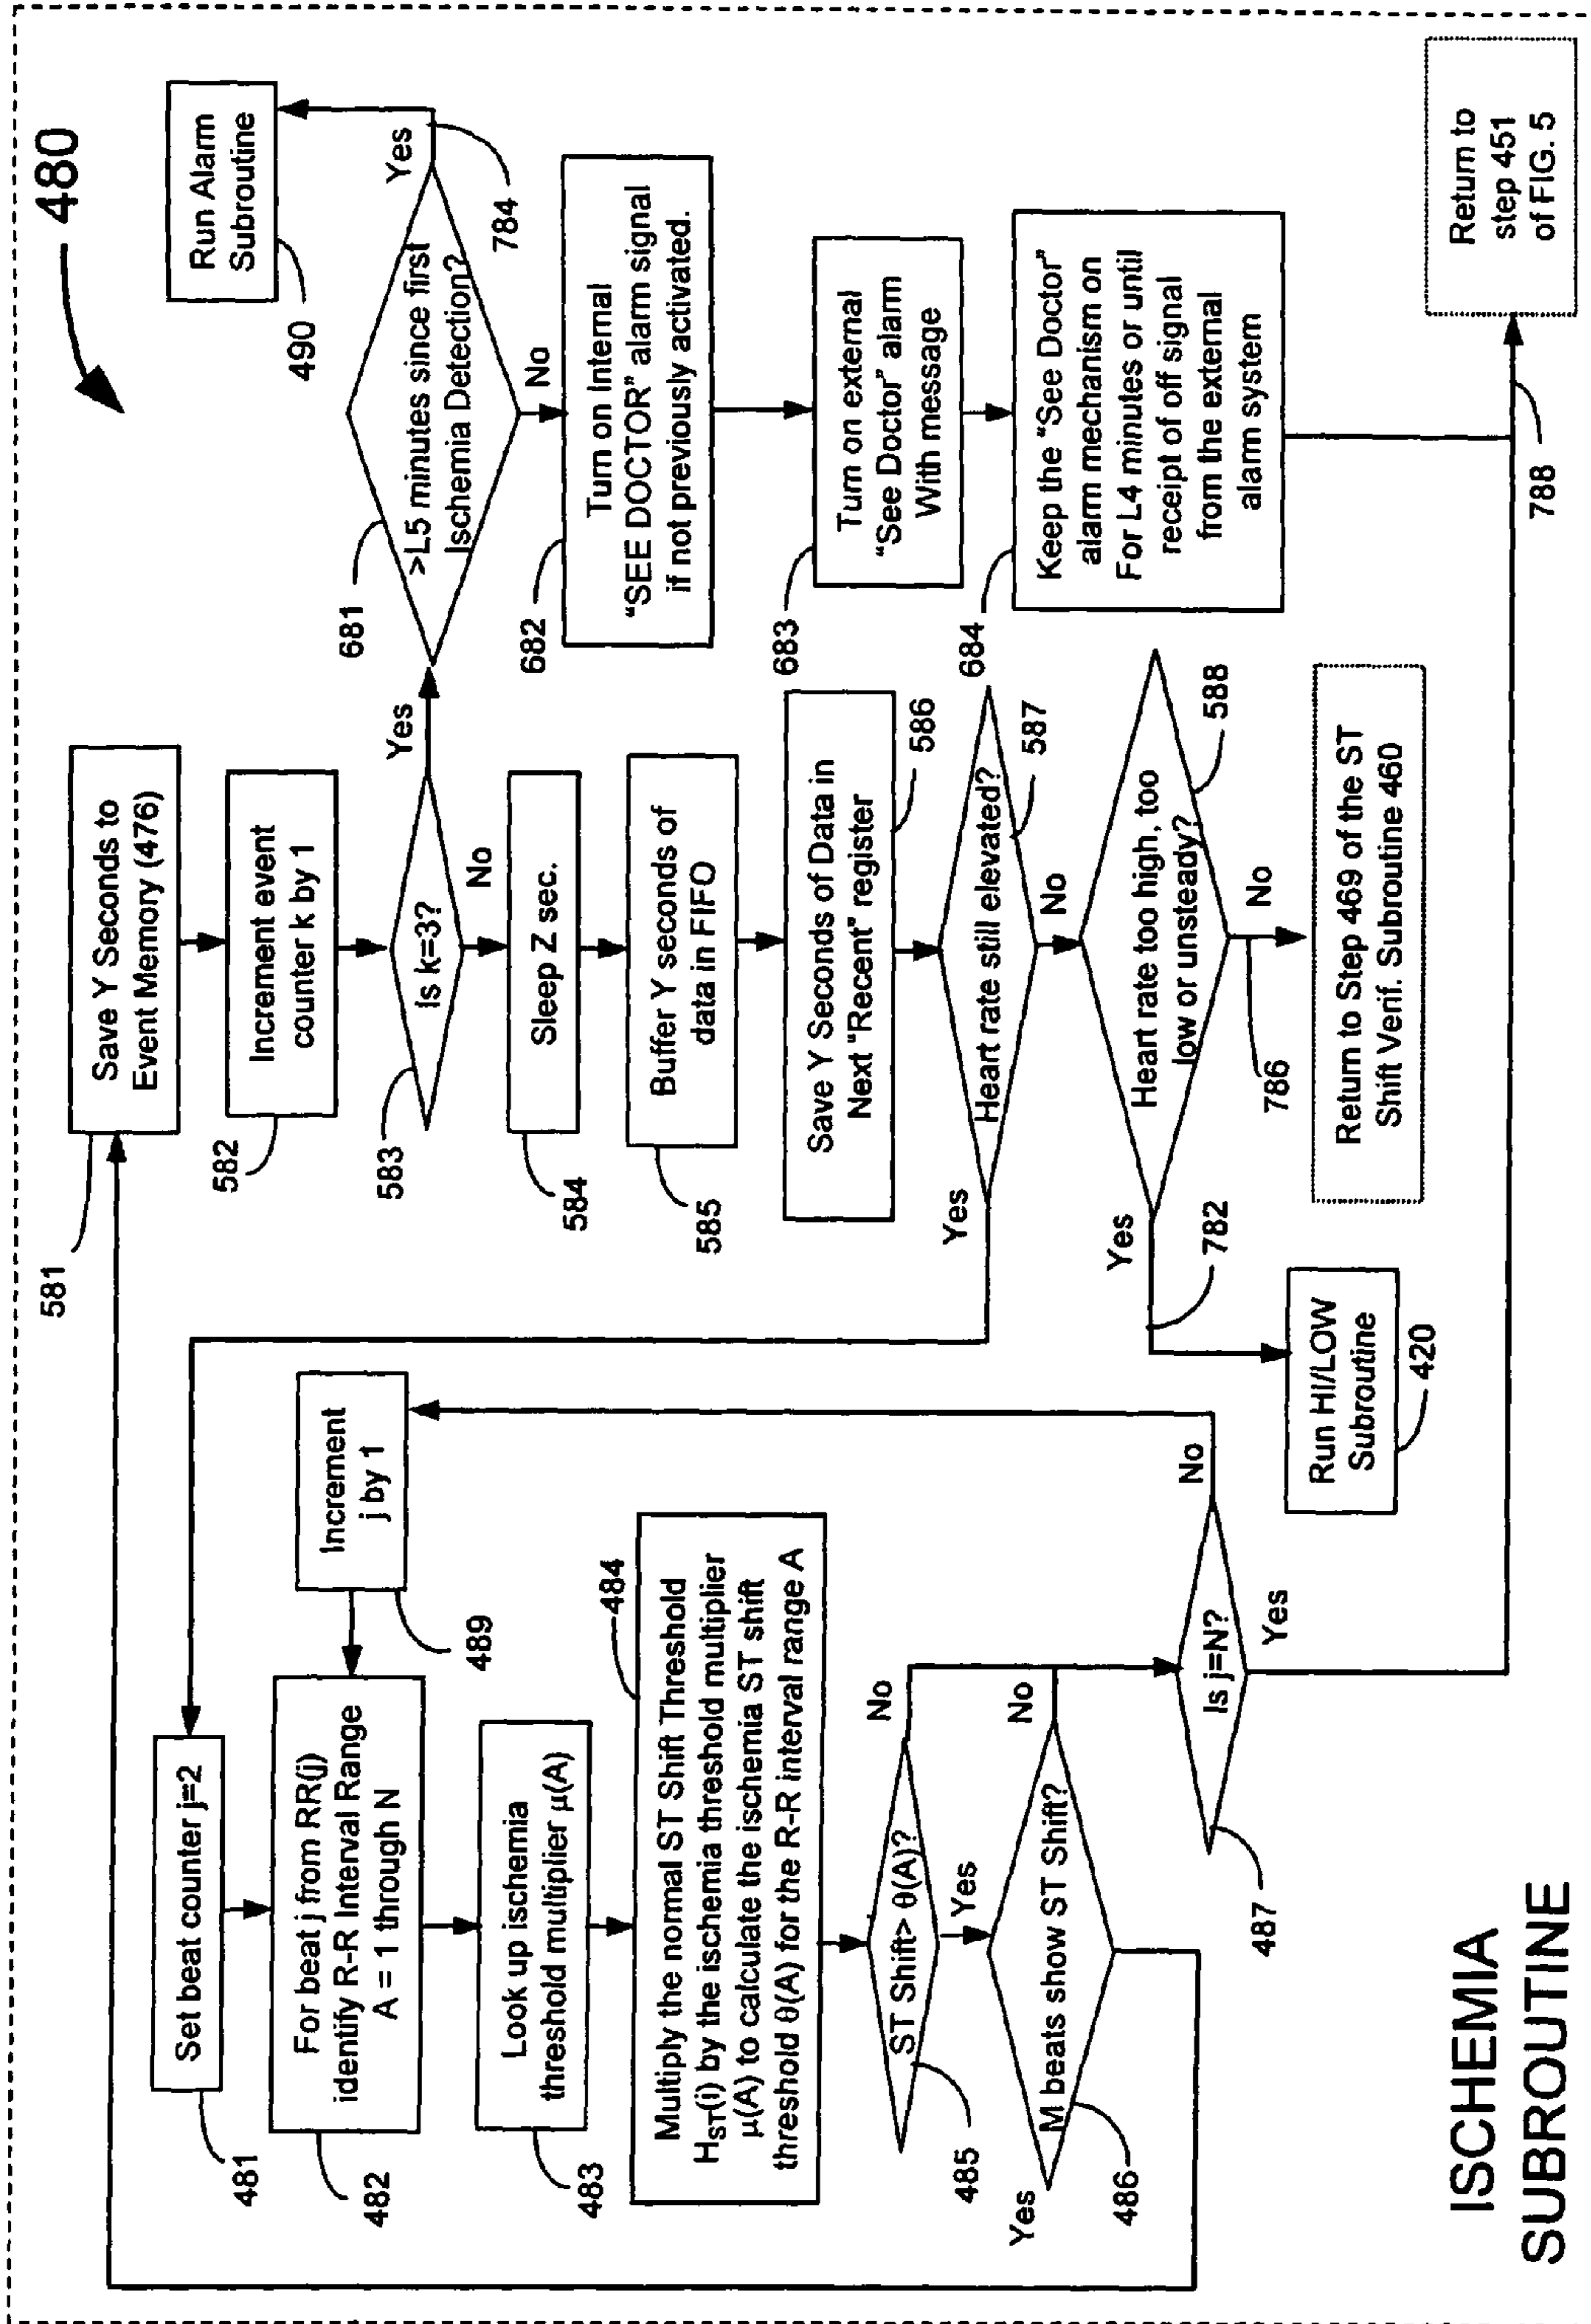 480
Set beat counter j=2
481
For beat j from RR(j)
identify R-R Interval Range
A = 1 through N
482
Increment
j by 1
489
Look up ischemia
threshold multiplier μ(A)
483
Multiply the normal ST Shift Threshold
H_ST(i) by the ischemia threshold multiplier
μ(A) to calculate the ischemia ST shift
threshold θ(A) for the R-R interval range A
484
ST Shift> θ(A)?
485
No
Yes
M beats show ST Shift?
486
No
Yes
Is j=N?
487
No
Yes
Save Y Seconds to
Event Memory (476)
581
Increment event
counter k by 1
582
Is k=3?
583
Yes
No
Sleep Z sec.
584
Buffer Y seconds of
data in FIFO
585
Save Y Seconds of Data in
Next "Recent" register
586
Heart rate still elevated?
587
Yes
No
Heart rate too high, too
low or unsteady?
588
Yes
782
No
786
Run HI/LOW
Subroutine
420
Return to Step 469 of the ST
Shift Verif. Subroutine 460
>L5 minutes since first
Ischemia Detection?
681
Yes
784
No
Run Alarm
Subroutine
490
Turn on Internal
"SEE DOCTOR" alarm signal
if not previously activated.
682
Turn on external
"See Doctor" alarm
With message
683
Keep the "See Doctor"
alarm mechanism on
For L4 minutes or until
receipt of off signal
from the external
alarm system
684
788
Return to
step 451
of FIG. 5
ISCHEMIA
SUBROUTINE